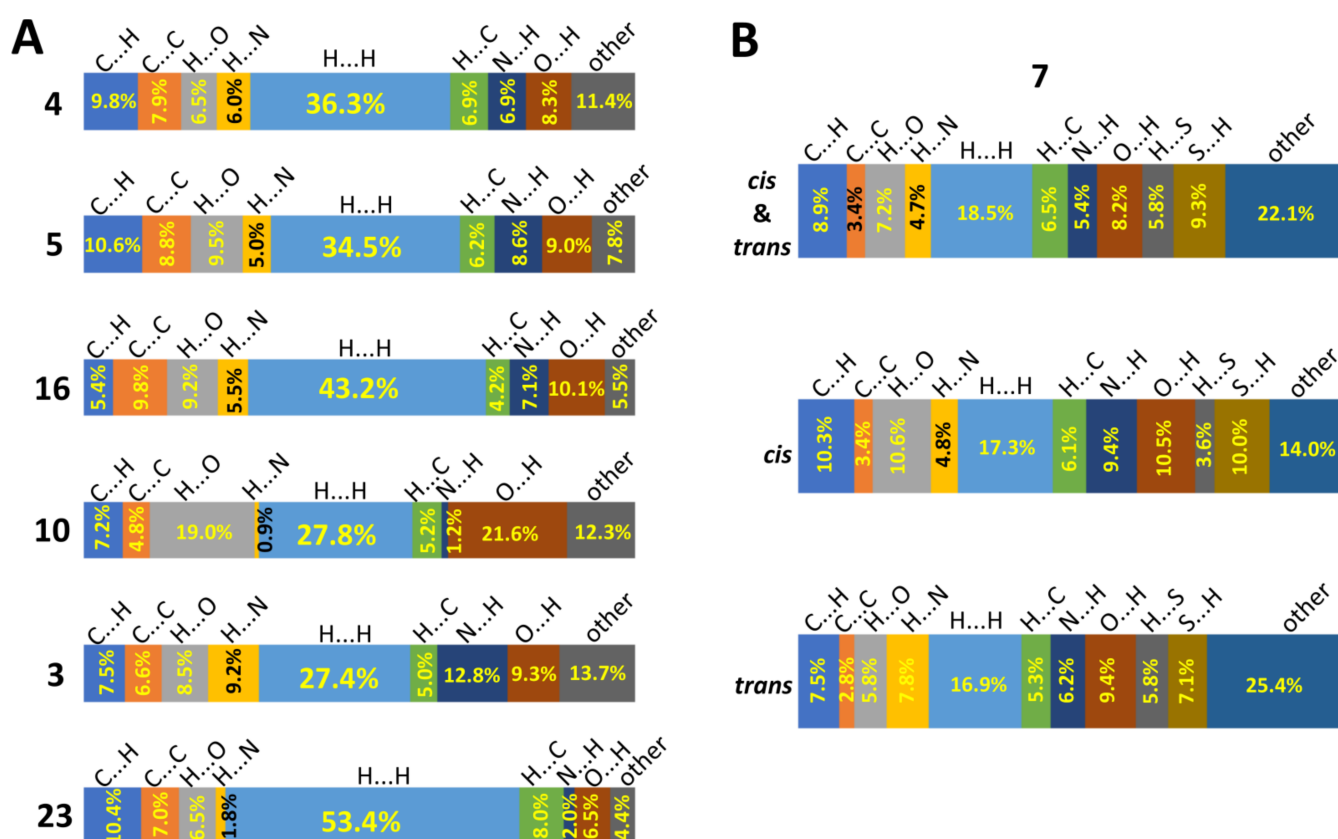 A
C...H C...C H...O H...N H...H H...C N...H O...H other
4 9.8% 7.9% 6.5% 6.0% 36.3% 6.9% 6.9% 8.3% 11.4%
C...H C...C H...O H...N H...H H...C N...H O...H other
5 10.6% 8.8% 9.5% 5.0% 34.5% 6.2% 8.6% 9.0% 7.8%
C...H C...C H...O H...N H...H H...C N...H O...H other
16 5.4% 9.8% 9.2% 5.5% 43.2% 4.2% 7.1% 10.1% 5.5%
C...H C...C H...O H...N H...H H...C N...H O...H other
10 7.2% 4.8% 19.0% 0.9% 27.8% 5.2% 1.2% 21.6% 12.3%
C...H C...C H...O H...N H...H H...C N...H O...H other
3 7.5% 6.6% 8.5% 9.2% 27.4% 5.0% 12.8% 9.3% 13.7%
C...H C...C H...O H...N H...H H...C N...H O...H other
23 10.4% 7.0% 6.5% 1.8% 53.4% 8.0% 2.0% 6.5% 4.4%
B
7
C...H C...C H...O H...N H...H H...C N...H O...H H...S S...H other
cis
&
trans
8.9% 3.4% 7.2% 4.7% 18.5% 6.5% 5.4% 8.2% 5.8% 9.3% 22.1%
C...H C...C H...O H...N H...H H...C N...H O...H H...S S...H other
cis 10.3% 3.4% 10.6% 4.8% 17.3% 6.1% 9.4% 10.5% 3.6% 10.0% 14.0%
C...H C...C H...O H...N H...H H...C N...H O...H H...S S...H other
trans 7.5% 2.8% 5.8% 7.8% 16.9% 5.3% 6.2% 9.4% 5.8% 7.1% 25.4%